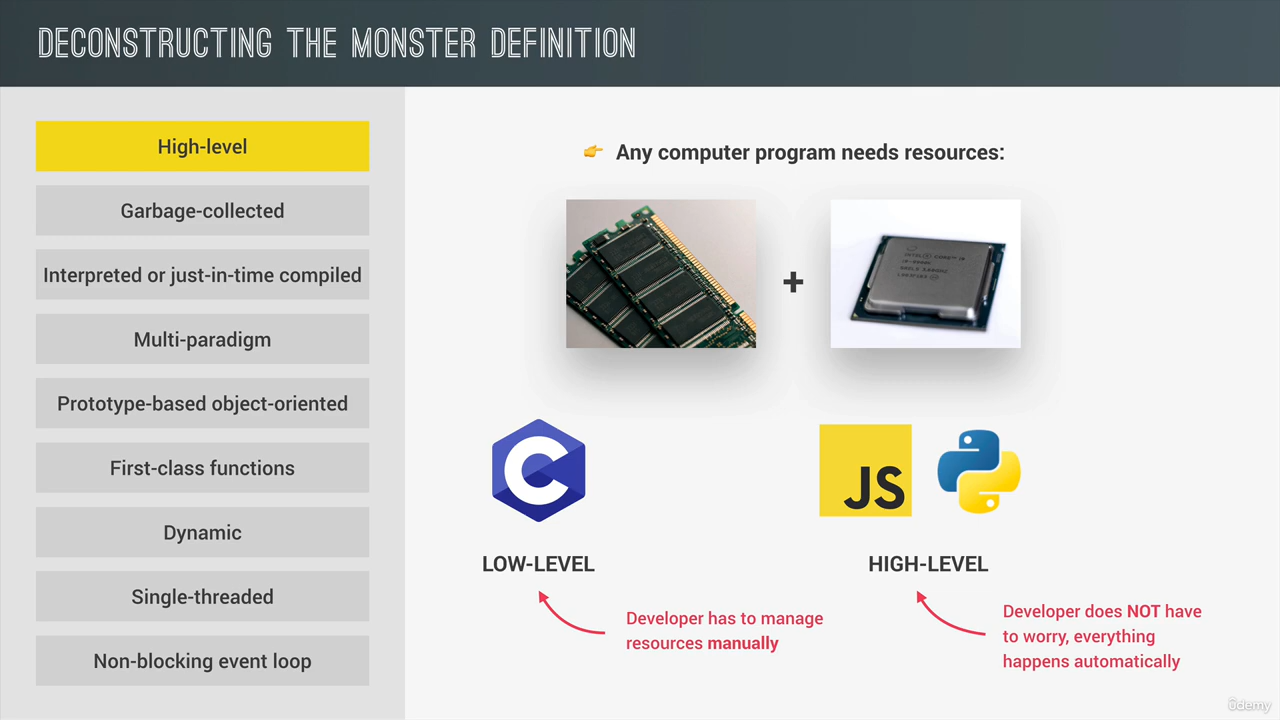 DECONSTRUCTING THE MONSTER DEFINITION
High-level
Garbage-collected
Interpreted or just-in-time compiled
Multi-paradigm
Prototype-based object-oriented
First-class functions
Dynamic
Single-threaded
Non-blocking event loop
Any computer program needs resources:
+
C
JS
LOW-LEVEL
HIGH-LEVEL
Developer has to manage
resources manually
Developer does NOT have
to worry, everything
happens automatically
ûdemy